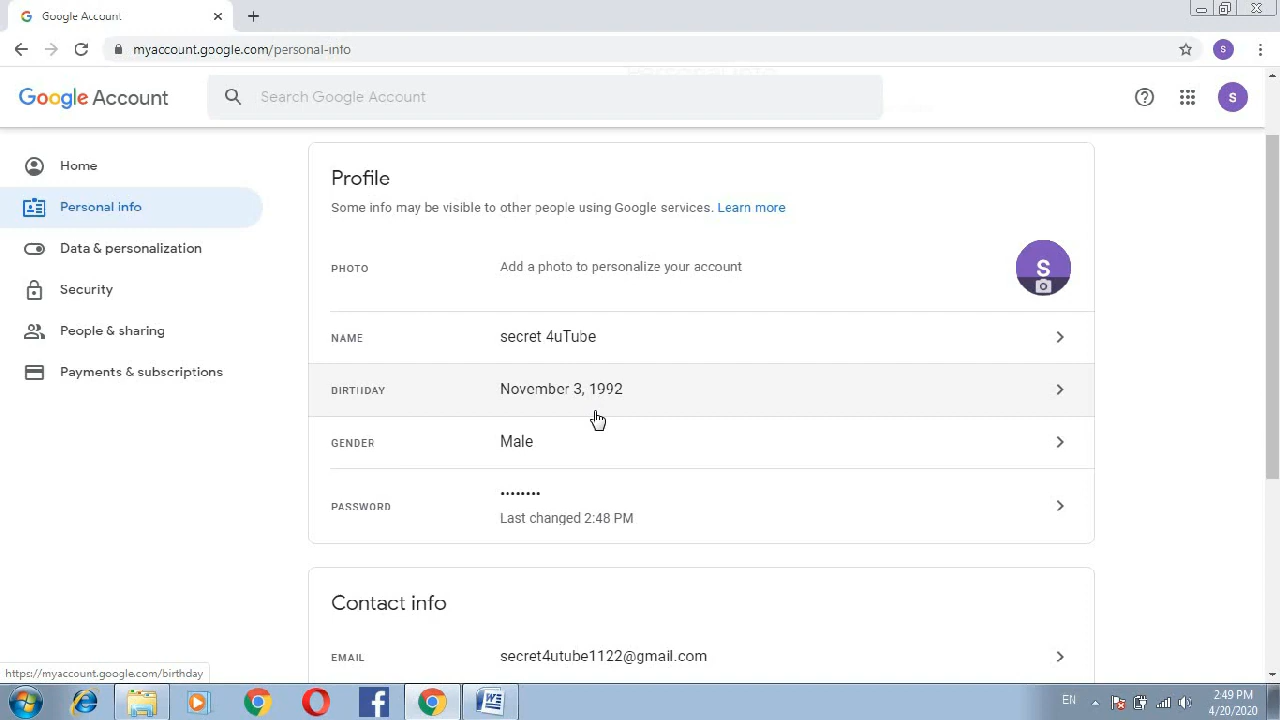 Google Account
myaccount.google.com/personal-info
S
Google Account
Search Google Account
S
Home
Personal info
Data & personalization
Security
People & sharing
Payments & subscriptions
Profile
Some info may be visible to other people using Google services. Learn more
PHOTO
Add a photo to personalize your account
S
NAME
secret 4uTube
BIRTHDAY
November 3, 1992
GENDER
Male
PASSWORD
••••••••
Last changed 2:48 PM
Contact info
EMAIL
secret4utube1122@gmail.com
https://myaccount.google.com/birthday
EN
2:49 PM
4/20/2020